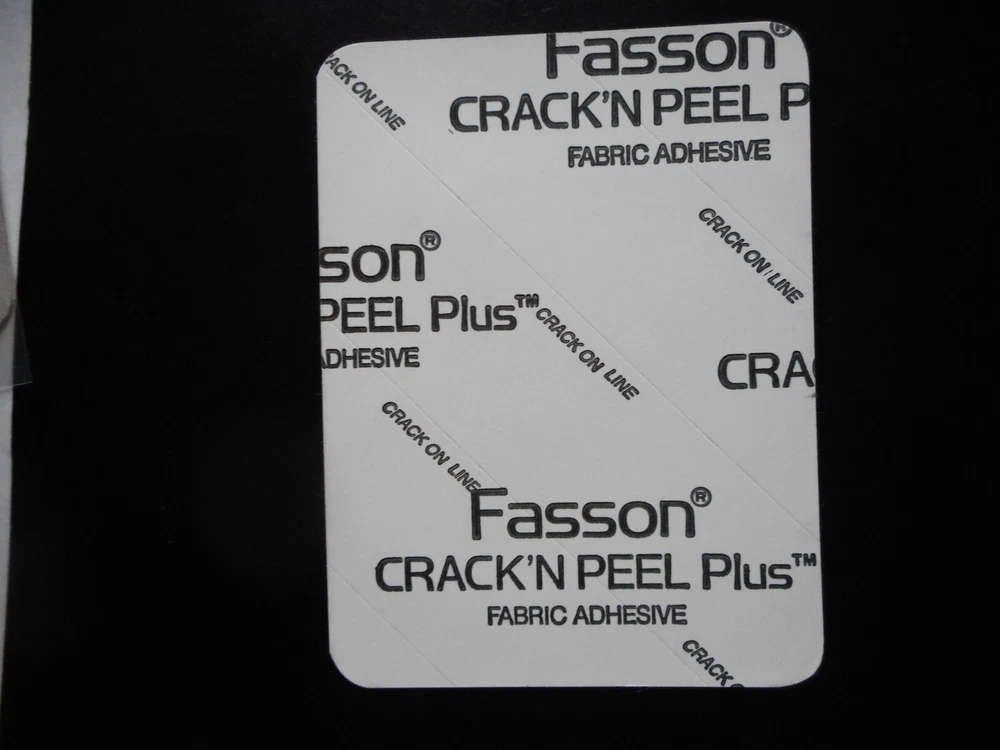 Fasson®
CRACK'N PEEL P
FABRIC ADHESIVE
ACK ON LINE
CRACK ON LINE
son®
PEEL Plus™
ADHESIVE
CRACK ON LINE
CRA
CRACK ON LINE
Fasson®
CRACK'N PEEL Plus™
FABRIC ADHESIVE
CRACK